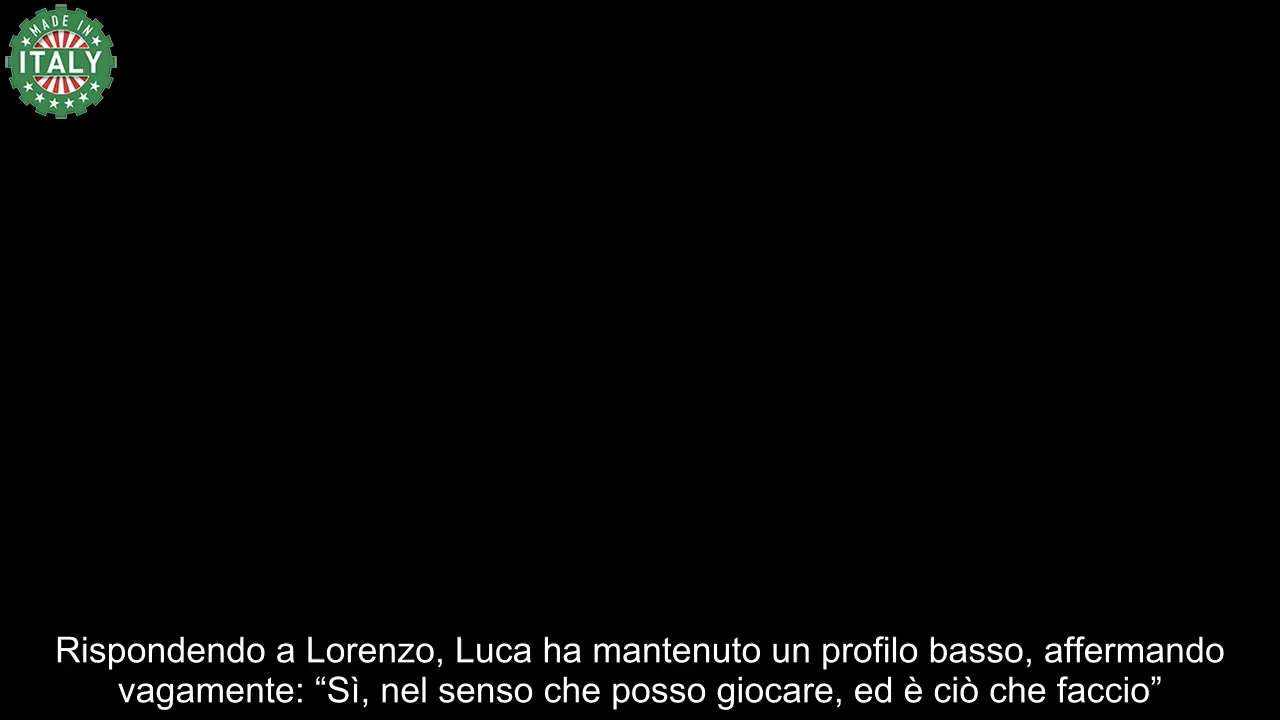 MADE IN
ITALY
Rispondendo a Lorenzo, Luca ha mantenuto un profilo basso, affermando
vagamente: “Sì, nel senso che posso giocare, ed è ciò che faccio”